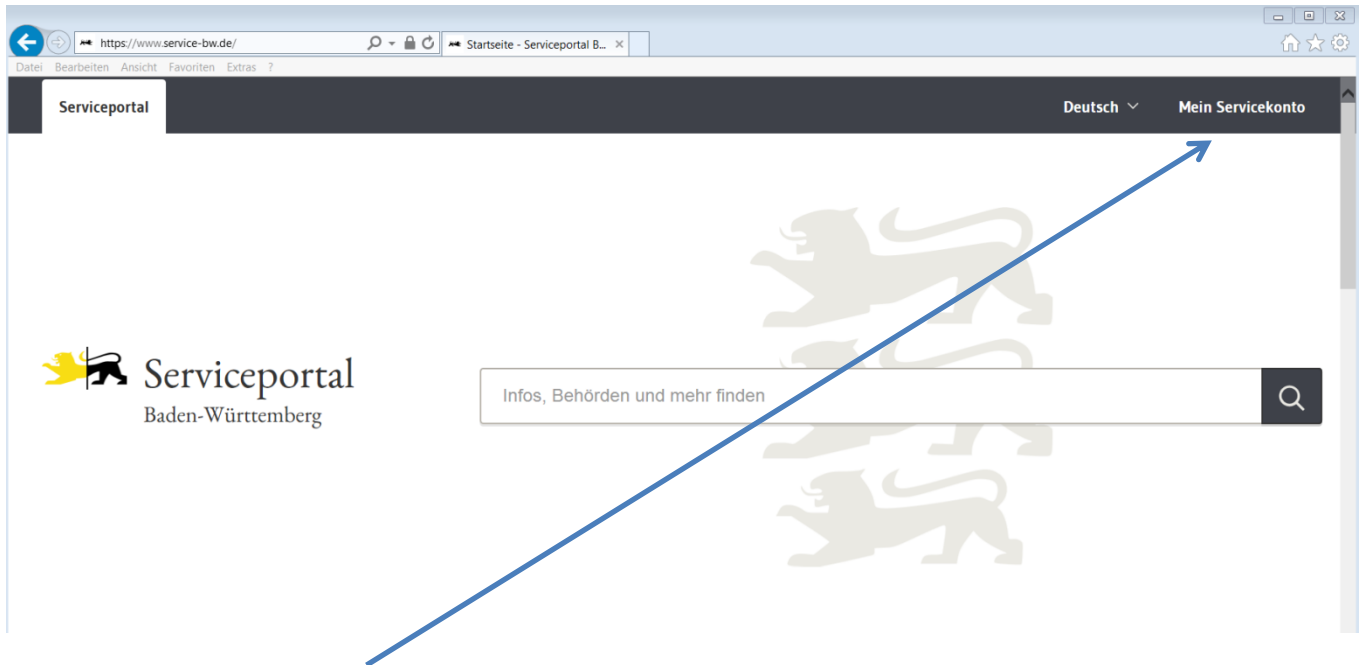 https://www.service-bw.de/
Startseite - Serviceportal B...
Datei Bearbeiten Ansicht Favoriten Extras ?
Serviceportal
Deutsch
Mein Servicekonto
Serviceportal
Baden-Württemberg
Infos, Behörden und mehr finden